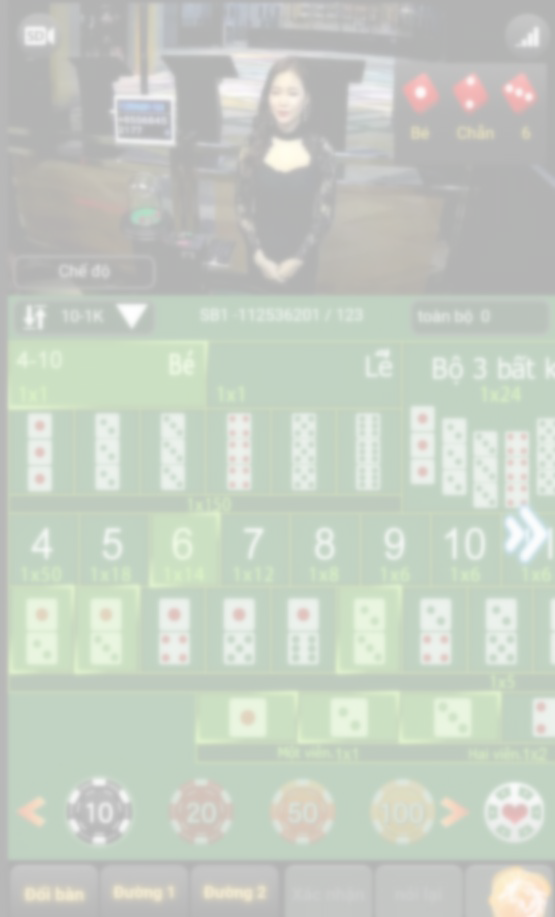 SD
Bé Chẵn 6
Chế độ
10-1K SB1 -112536201 / 123 toàn bộ 0
4-10 Bé Lẻ Bộ 3 bất k
1x1 1x1 1x24
1x150
4 5 6 7 8 9 10
1x50 1x18 1x14 1x12 1x8 1x6 1x6 1x6
1x5
Một viên:1x1 Hai viên:1x2
10 20 50 100
Đổi bàn Đường 1 Đường 2